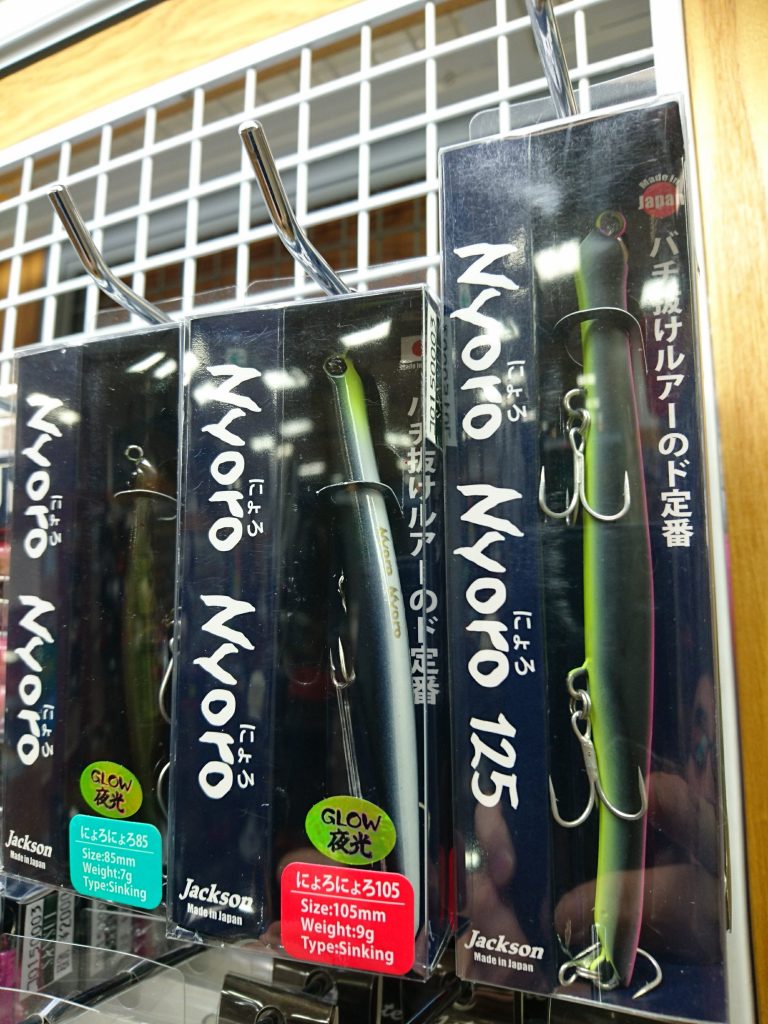 Nyoro Nyoro
にょろ にょろ
GLOW
夜光
にょろにょろ85
Size:85mm
Weight:7g
Type:Sinking
Jackson
Made in Japan
Nyoro Nyoro
にょろ にょろ
バチ抜けルアーのド定番
GLOW
夜光
にょろにょろ105
Size:105mm
Weight:9g
Type:Sinking
Nyoro Nyoro
Jackson
Made in Japan
Nyoro Nyoro 125
にょろ にょろ
Made in
Japan
バチ抜けルアーのド定番
Jackson
Made in Japan